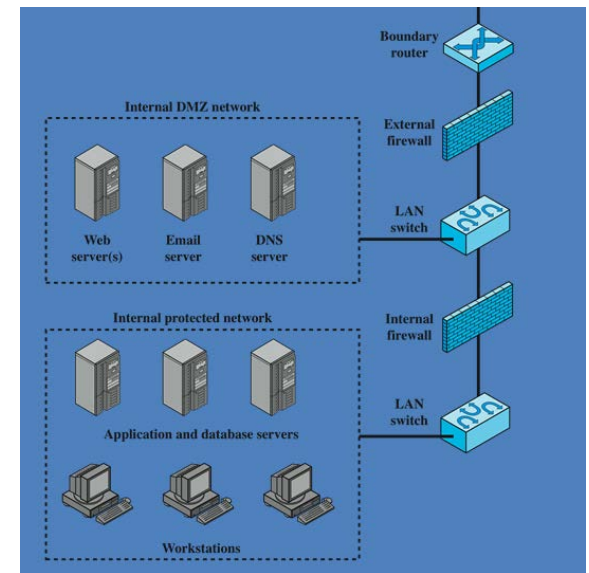 Boundary
router
Internal DMZ network
External
firewall
Web
server(s)
Email
server
DNS
server
LAN
switch
Internal protected network
Internal
firewall
Application and database servers
LAN
switch
Workstations